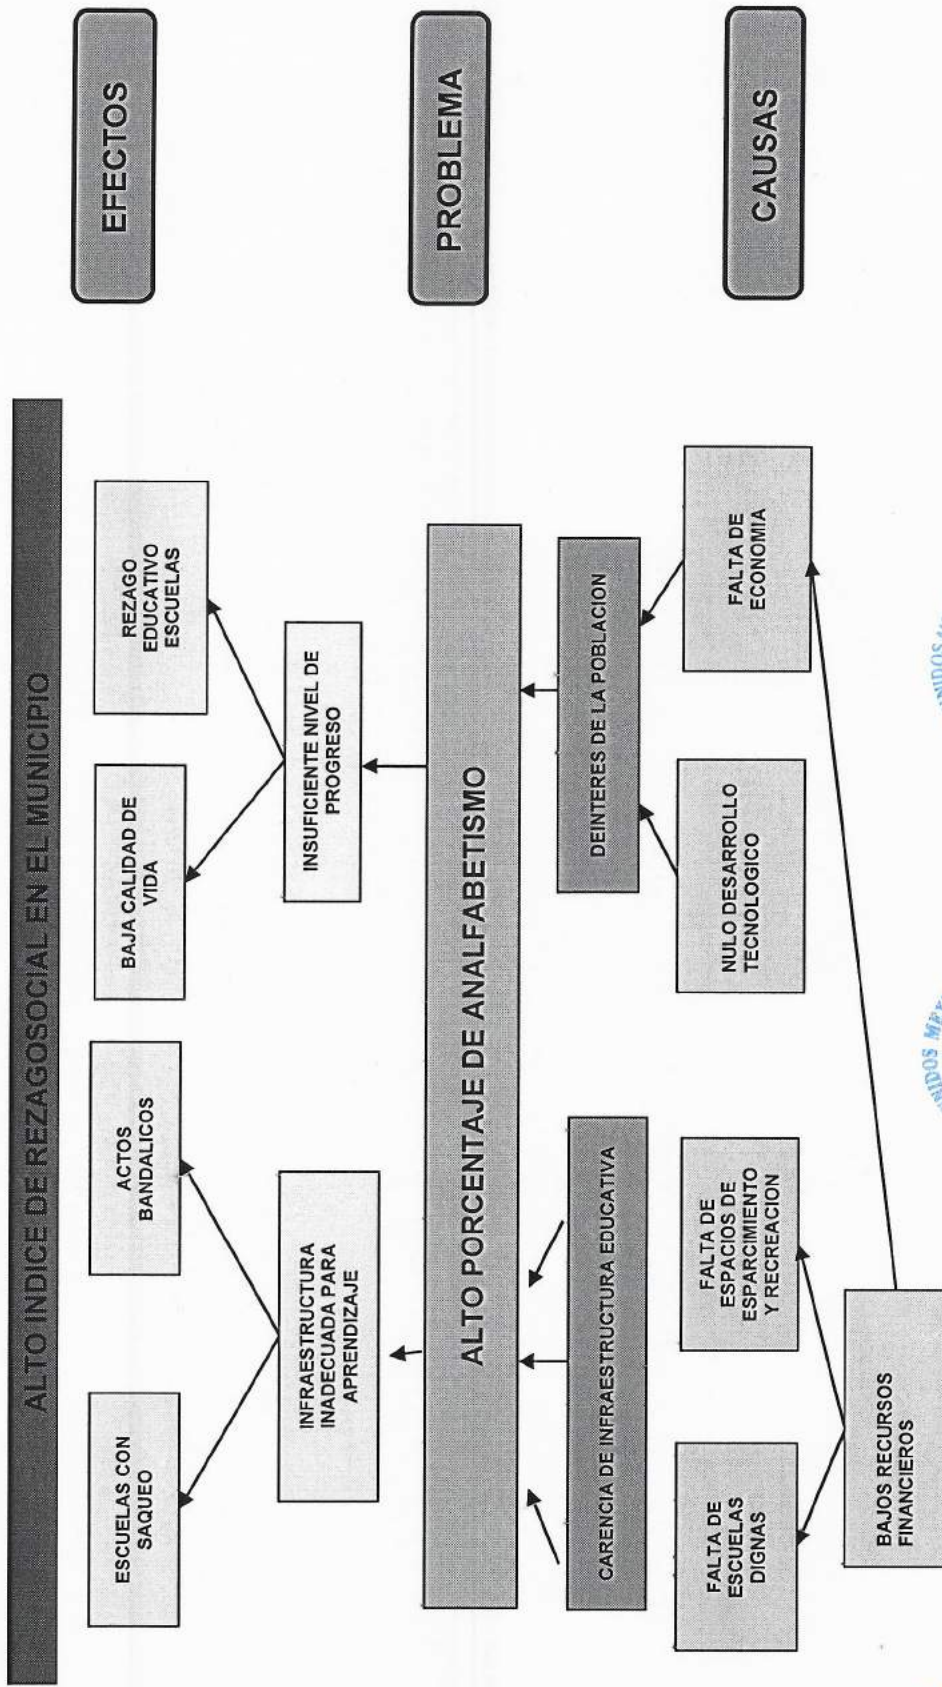 ALTO INDICE DE REZAGOSOCIAL EN EL MUNICIPIO
EFECTOS
ESCUELAS CON
SAQUEO
ACTOS
BANDALICOS
BAJA CALIDAD DE
VIDA
REZAGO
EDUCATIVO
ESCUELAS
INFRAESTRUCTURA
INADECUADA PARA
APRENDIZAJE
INSUFICIENTE NIVEL DE
PROGRESO
PROBLEMA
ALTO PORCENTAJE DE ANALFABETISMO
CARENCIA DE INFRAESTRUCTURA EDUCATIVA
DEINTERES DE LA POBLACION
CAUSAS
FALTA DE
ESCUELAS
DIGNAS
FALTA DE
ESPACIOS DE
ESPARCIMIENTO
Y RECREACION
NULO DESARROLLO
TECNOLOGICO
FALTA DE
ECONOMIA
BAJOS RECURSOS
FINANCIEROS